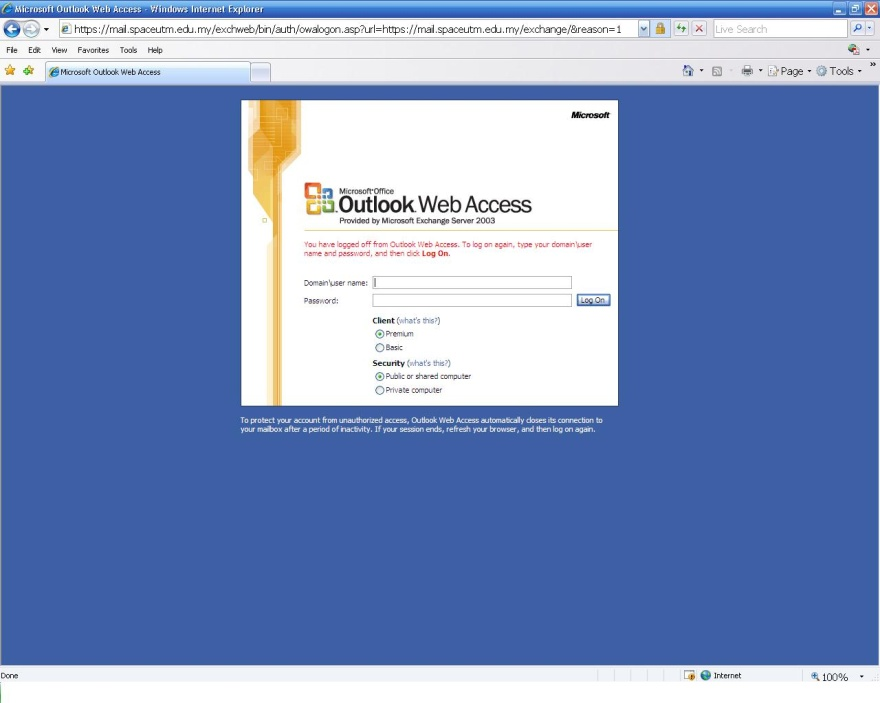 Microsoft Outlook Web Access - Windows Internet Explorer
https://mail.spaceutm.edu.my/exchweb/bin/auth/owalogon.asp?url=https://mail.spaceutm.edu.my/exchange/&reason=1
Live Search
File Edit View Favorites Tools Help
Microsoft Outlook Web Access
Page Tools
Microsoft
Microsoft Office
Outlook Web Access
Provided by Microsoft Exchange Server 2003
You have logged off from Outlook Web Access. To log on again, type your domain\user
name and password, and then click Log On.
Domain\user name:
Password:
Log On
Client (what's this?)
Premium
Basic
Security (what's this?)
Public or shared computer
Private computer
To protect your account from unauthorized access, Outlook Web Access automatically closes its connection to
your mailbox after a period of inactivity. If your session ends, refresh your browser, and then log on again.
Done
Internet
100%